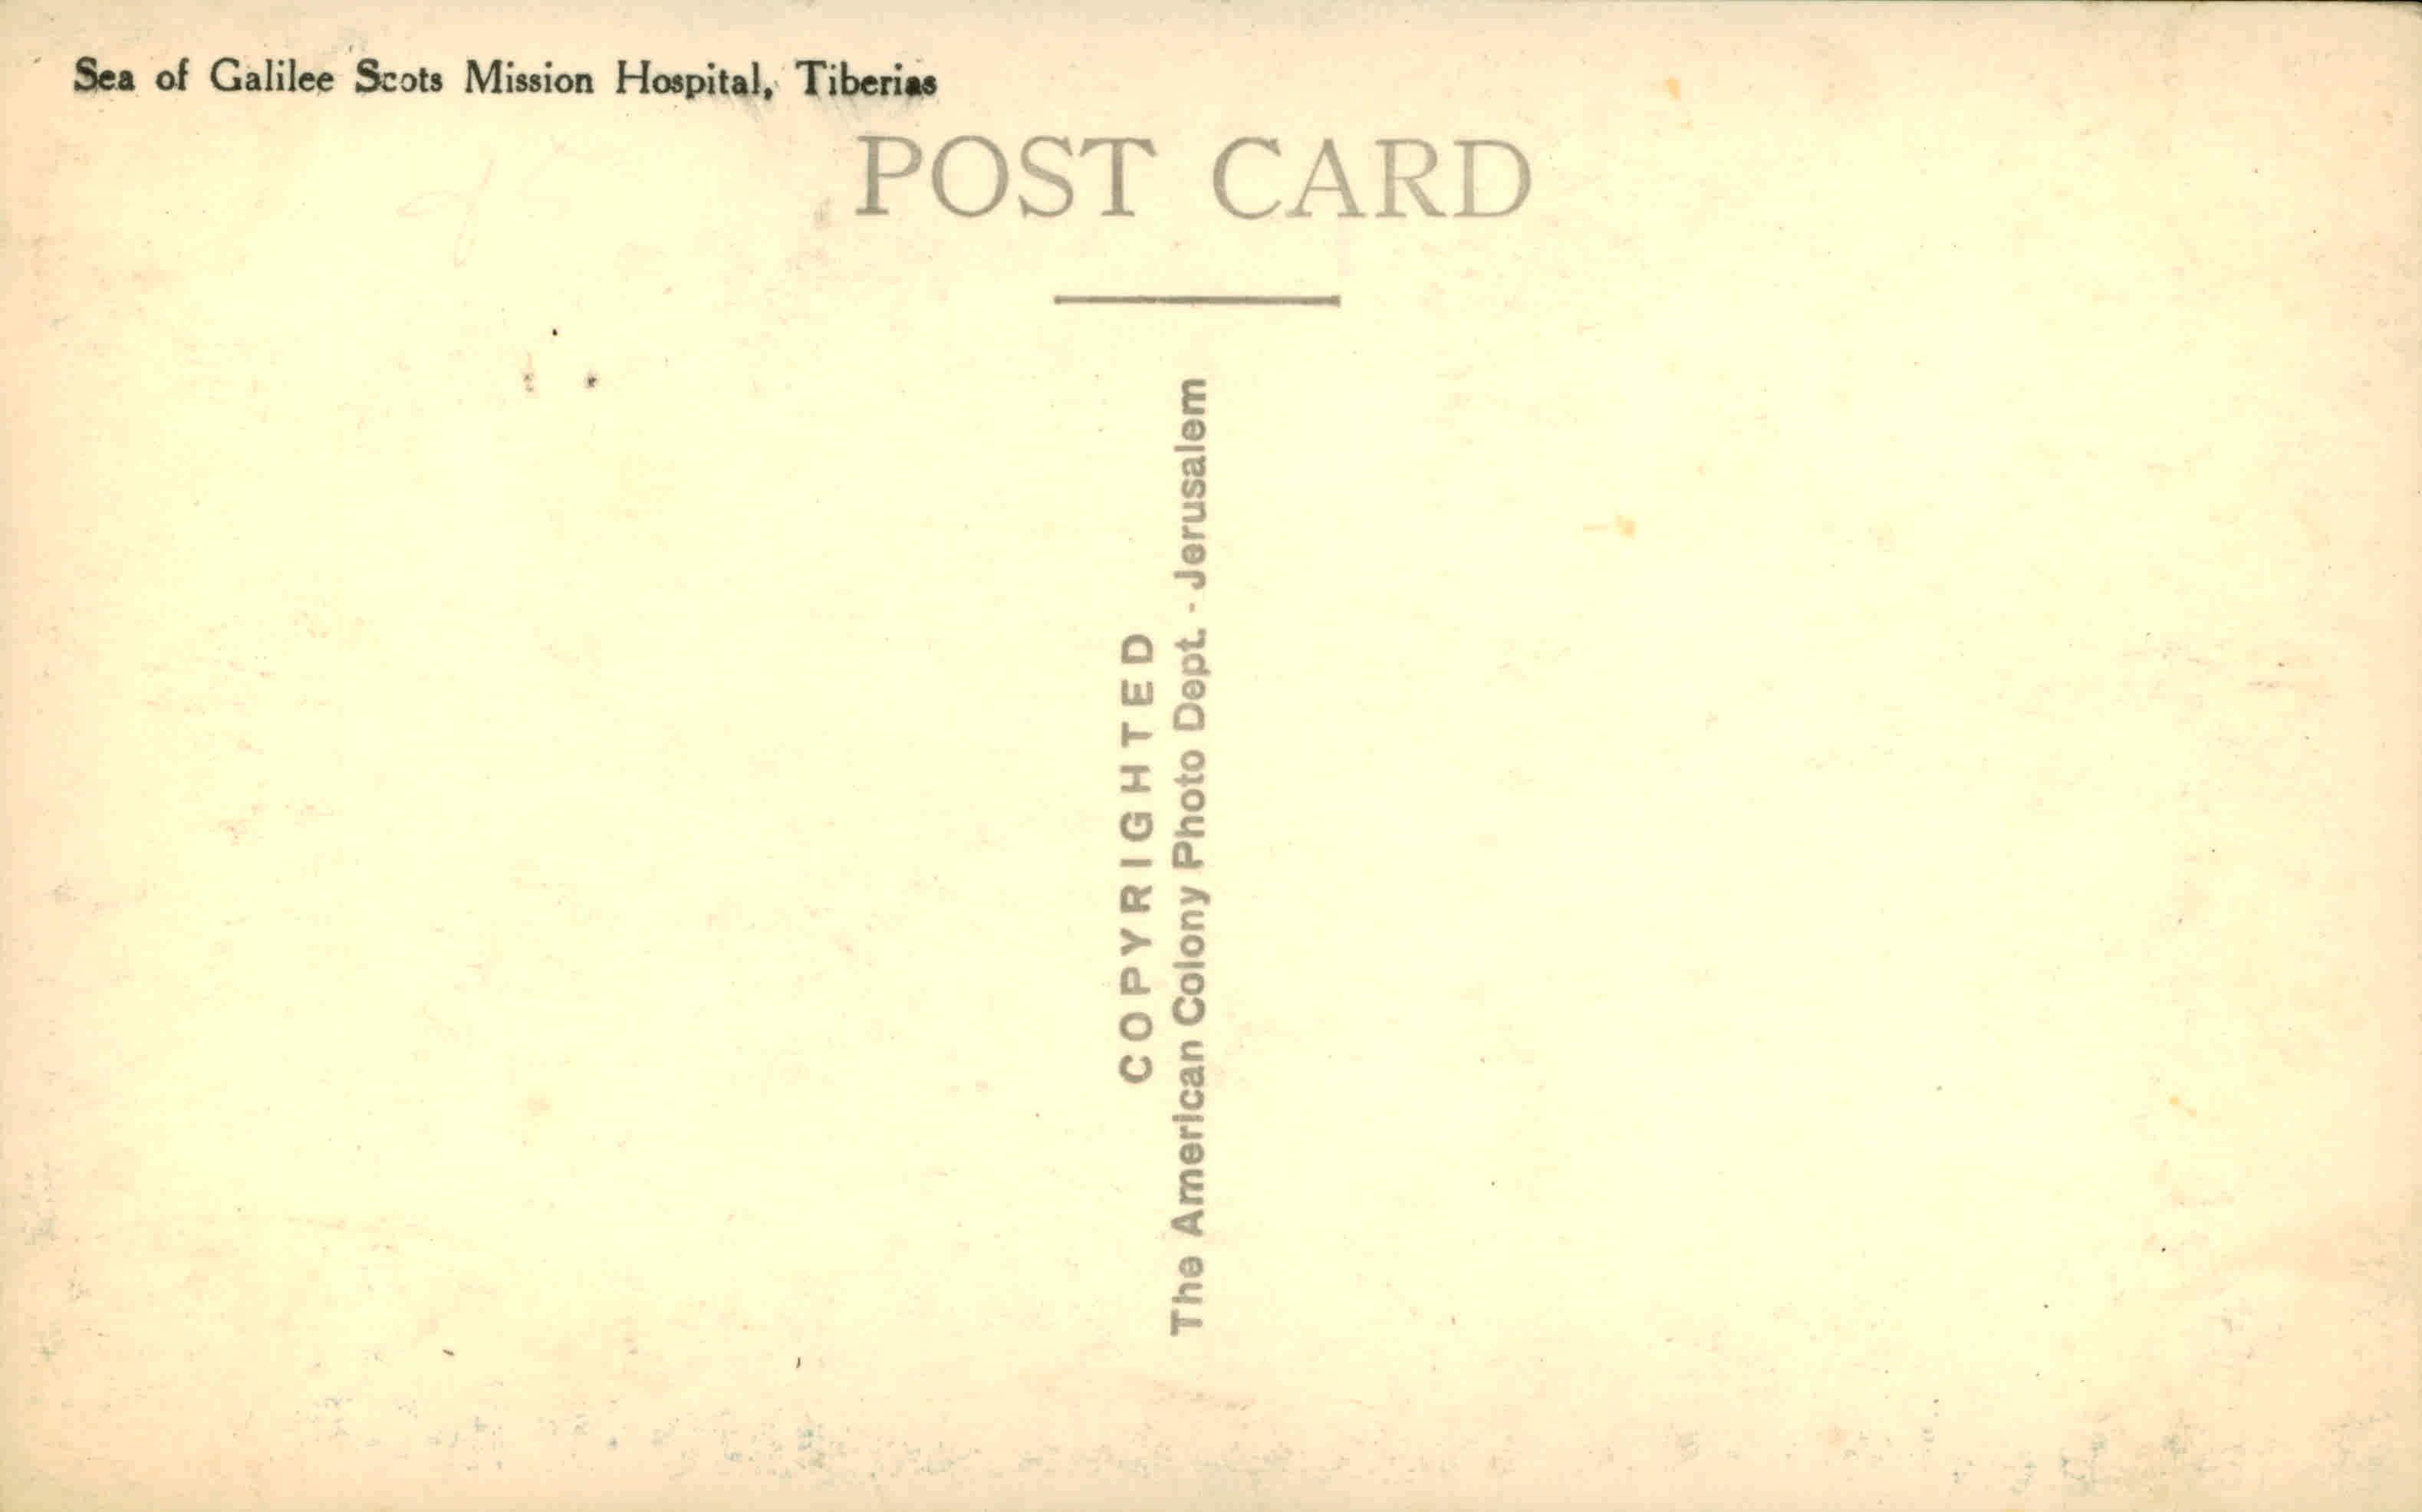 Sea of Galilee Scots Mission Hospital, Tiberias
POST CARD
COPYRIGHTED
The American Colony Photo Dept. - Jerusalem